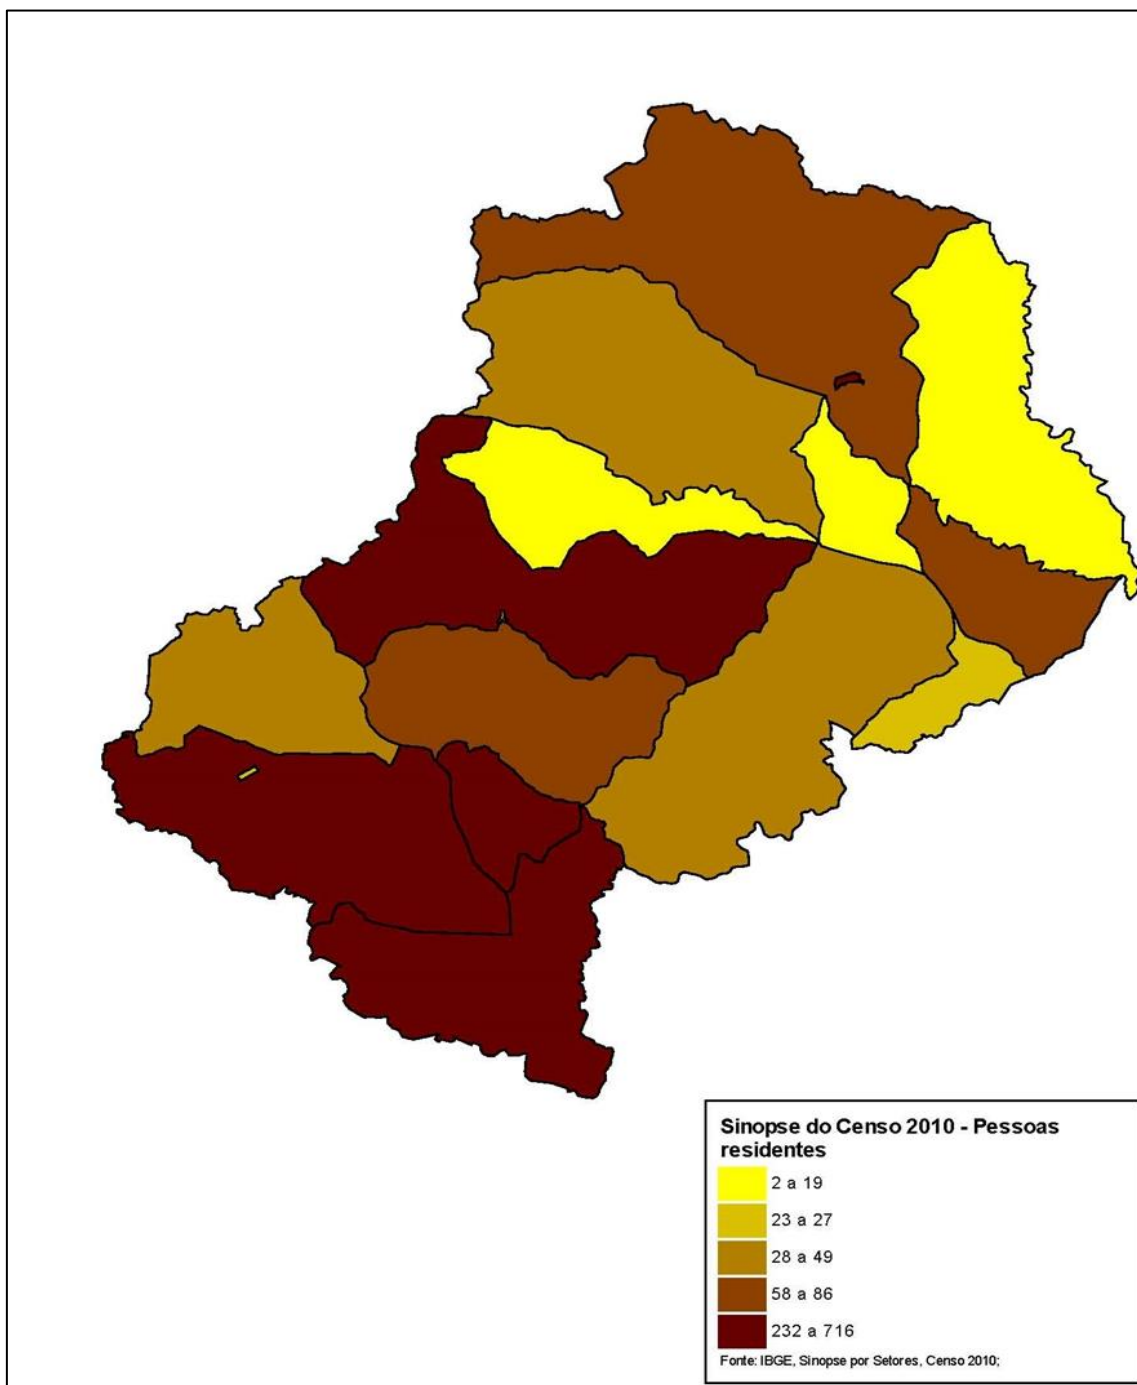 Sinopse do Censo 2010 - Pessoas
residentes
2 a 19
23 a 27
28 a 49
58 a 86
232 a 716
Fonte: IBGE, Sinopse por Setores, Censo 2010;